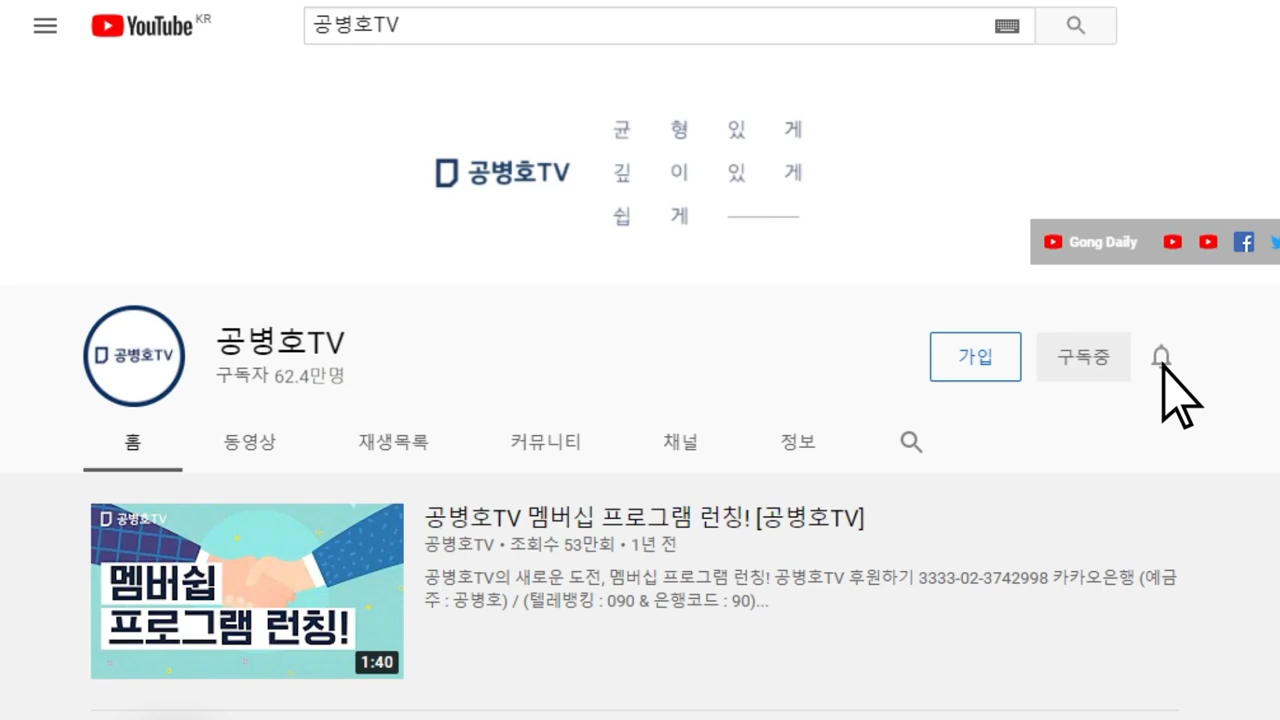 YouTube KR
공병호TV
균 형 있 게
공병호TV
깊 이 있 게
쉽 게
Gong Daily
공병호TV
공병호TV
구독자 62.4만명
가입
구독중
홈
동영상
재생목록
커뮤니티
채널
정보
공병호TV
멤버쉽
프로그램 런칭!
1:40
공병호TV 멤버십 프로그램 런칭! [공병호TV]
공병호TV • 조회수 53만회 • 1년 전
공병호TV의 새로운 도전, 멤버십 프로그램 런칭! 공병호TV 후원하기 3333-02-3742998 카카오은행 (예금
주 : 공병호) / (텔레뱅킹 : 090 & 은행코드 : 90)...